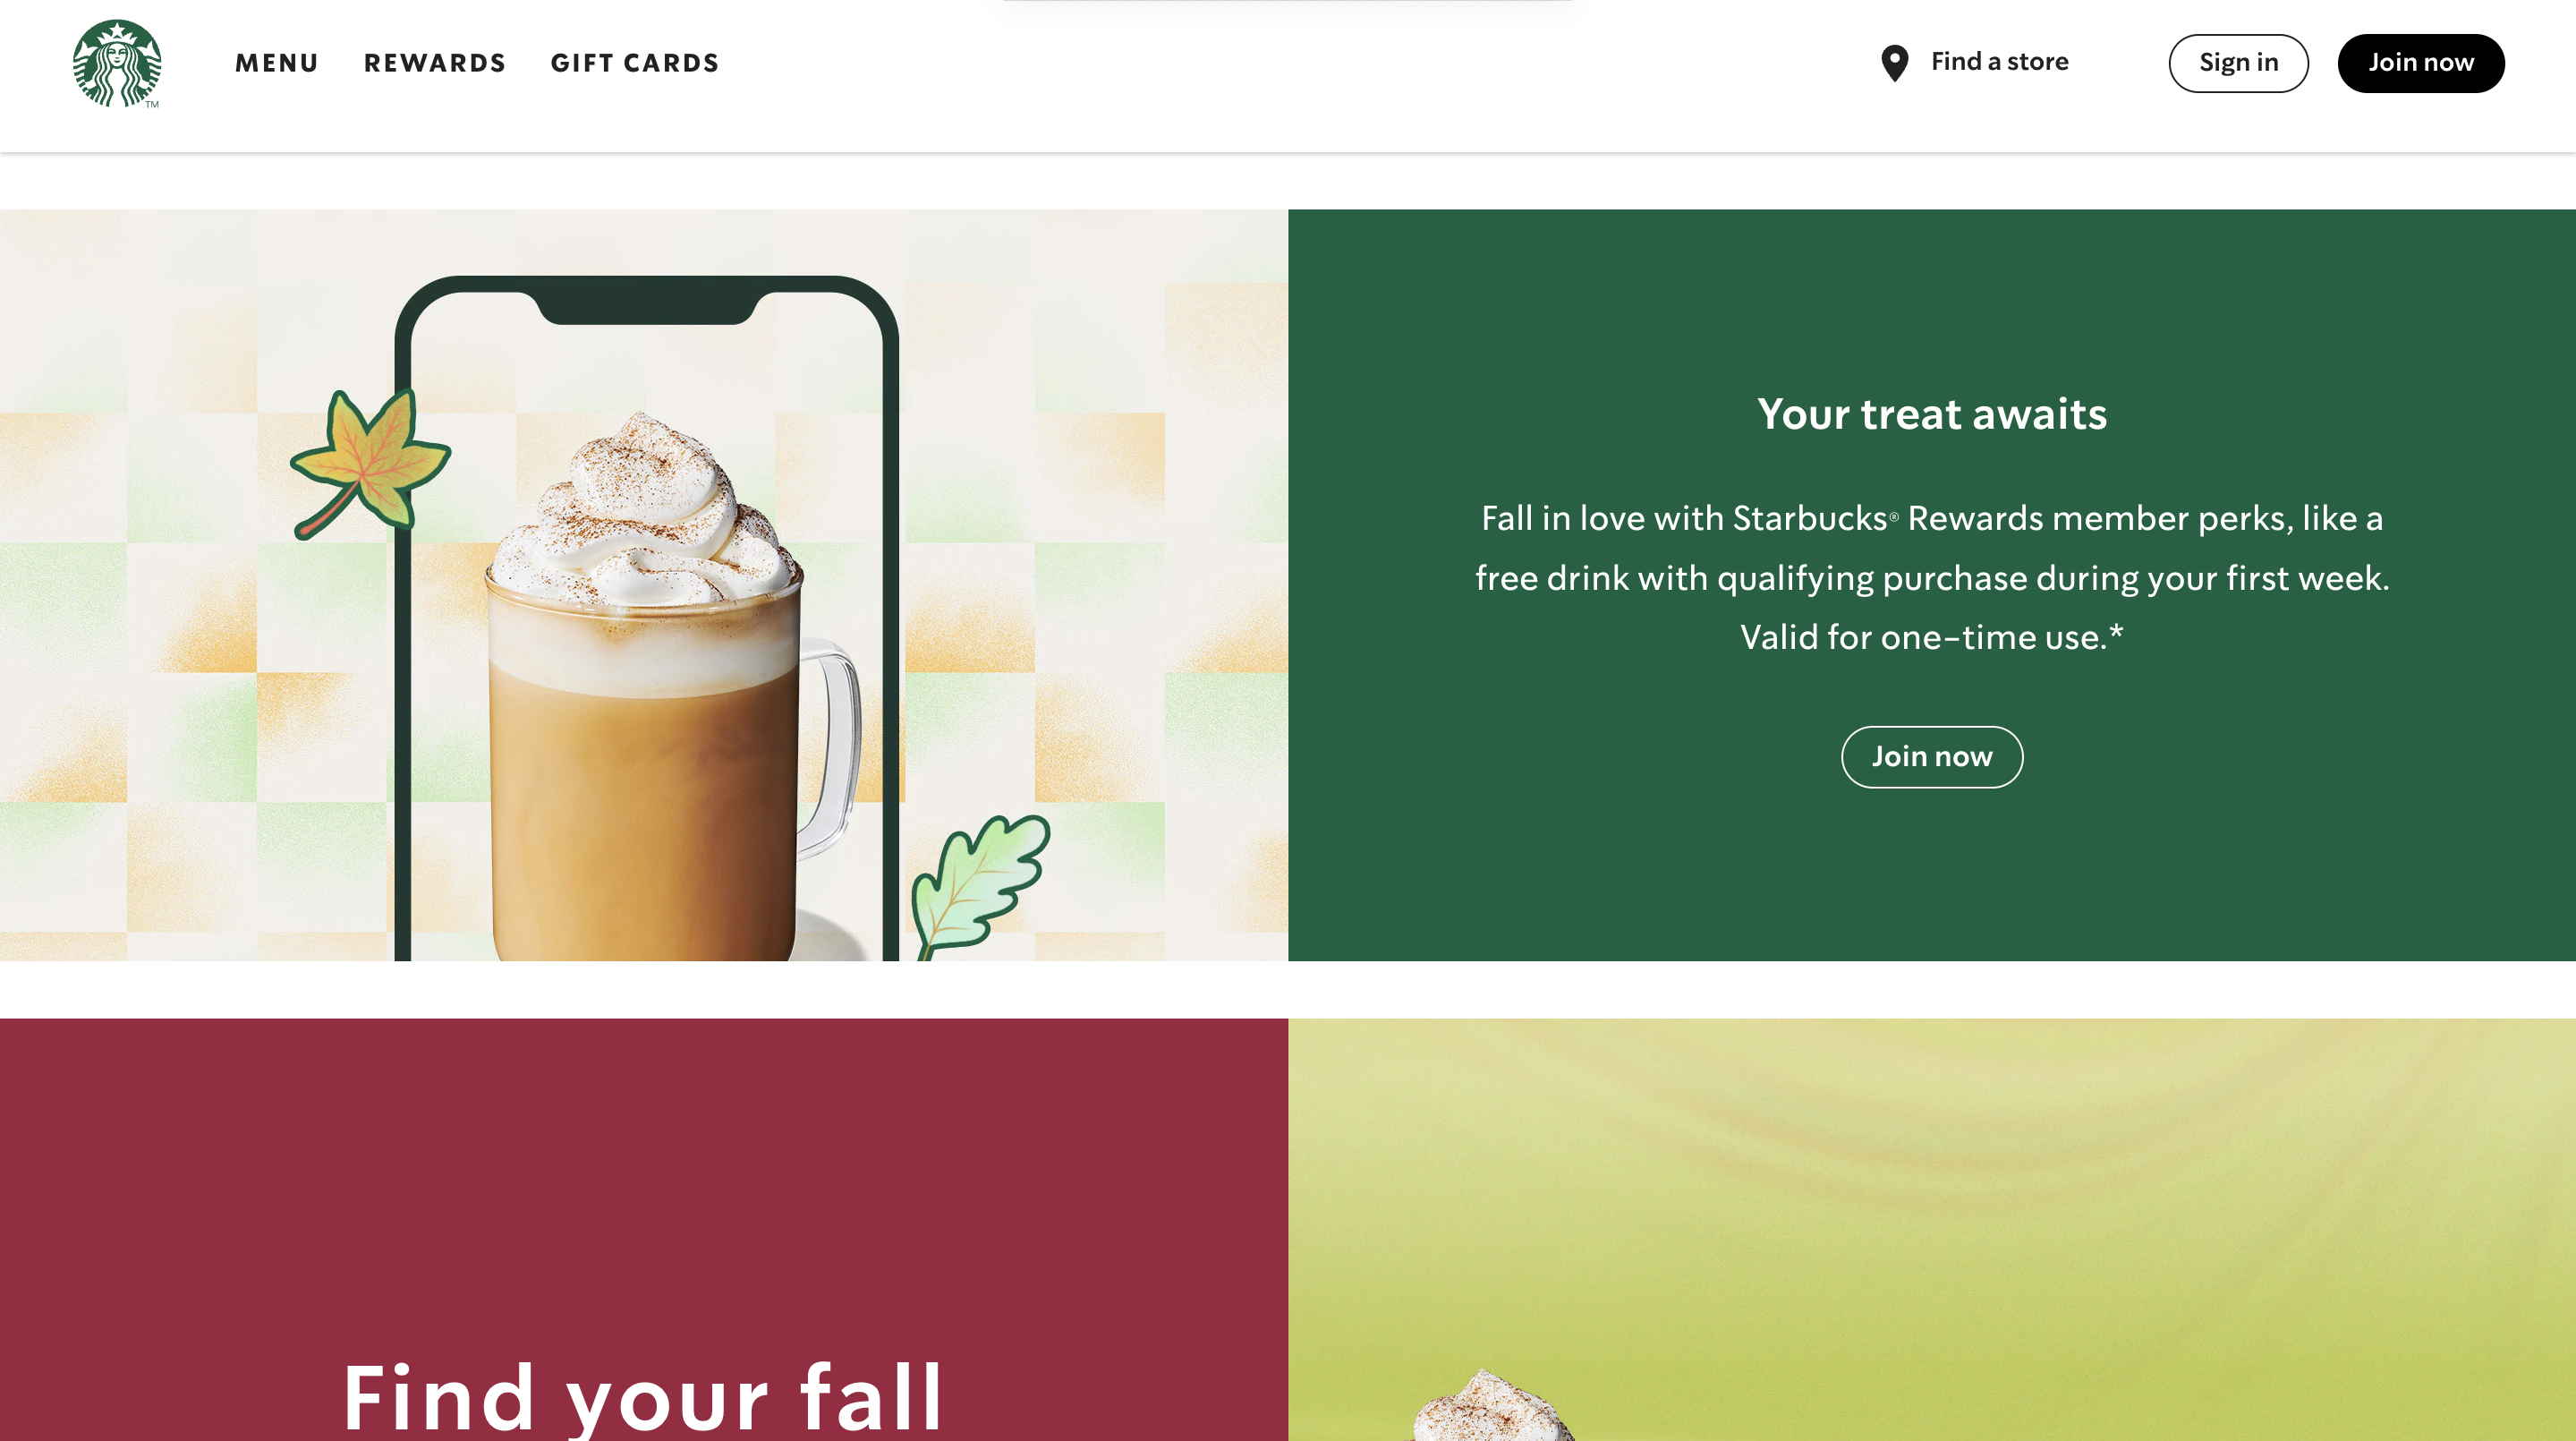 TM
MENU REWARDS GIFT CARDS Find a store Sign in Join now
Your treat awaits
Fall in love with Starbucks® Rewards member perks, like a
free drink with qualifying purchase during your first week.
Valid for one-time use.*
Join now
Find your fall